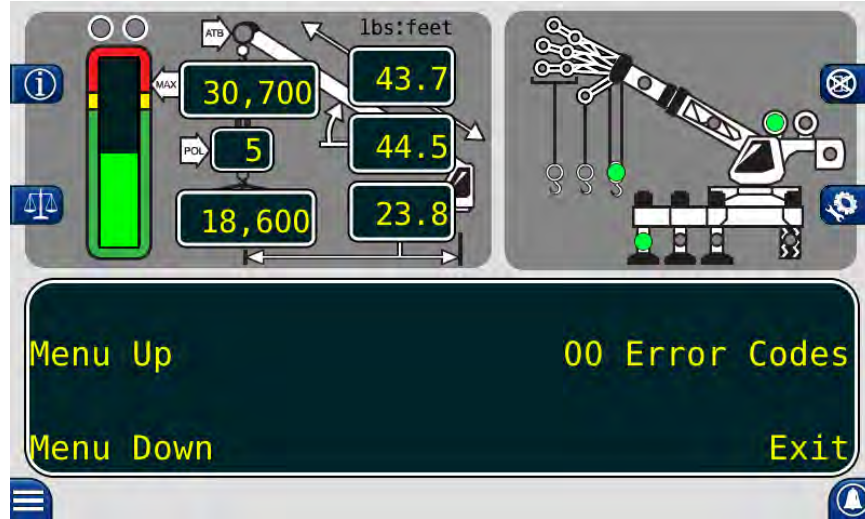 ATB
lbs:feet
MAX
30,700
43.7
POL
5
44.5
18,600
23.8
Menu Up
00 Error Codes
Menu Down
Exit